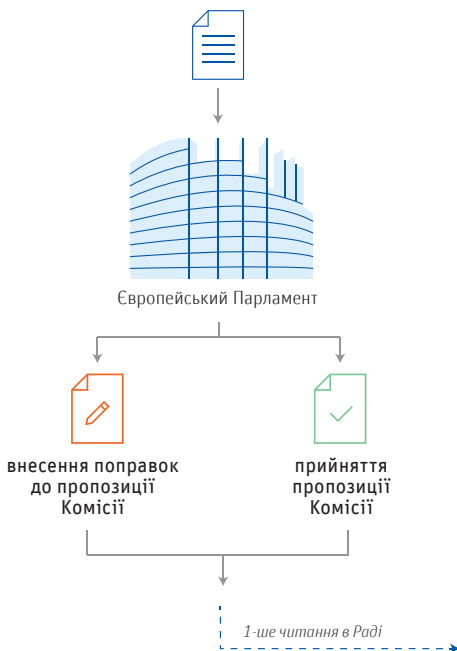 Європейський Парламент
внесення поправок
до пропозиції
Комісії
прийняття
пропозиції
Комісії
1-ше читання в Раді